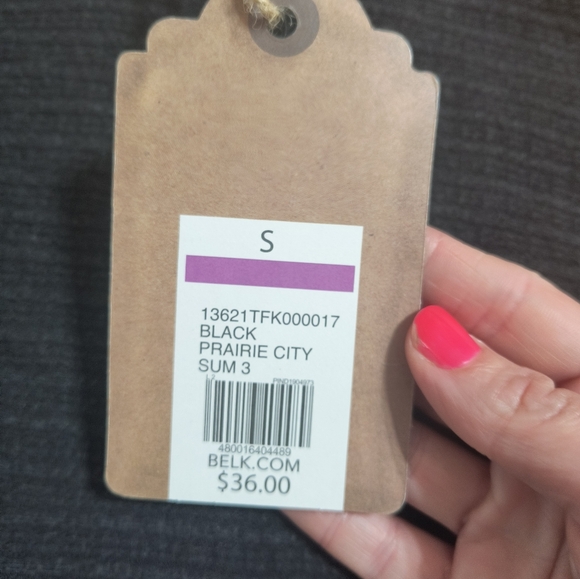 S
13621TFK000017
BLACK
PRAIRIE CITY
SUM 3
480016404489
BELK.COM
$36.00